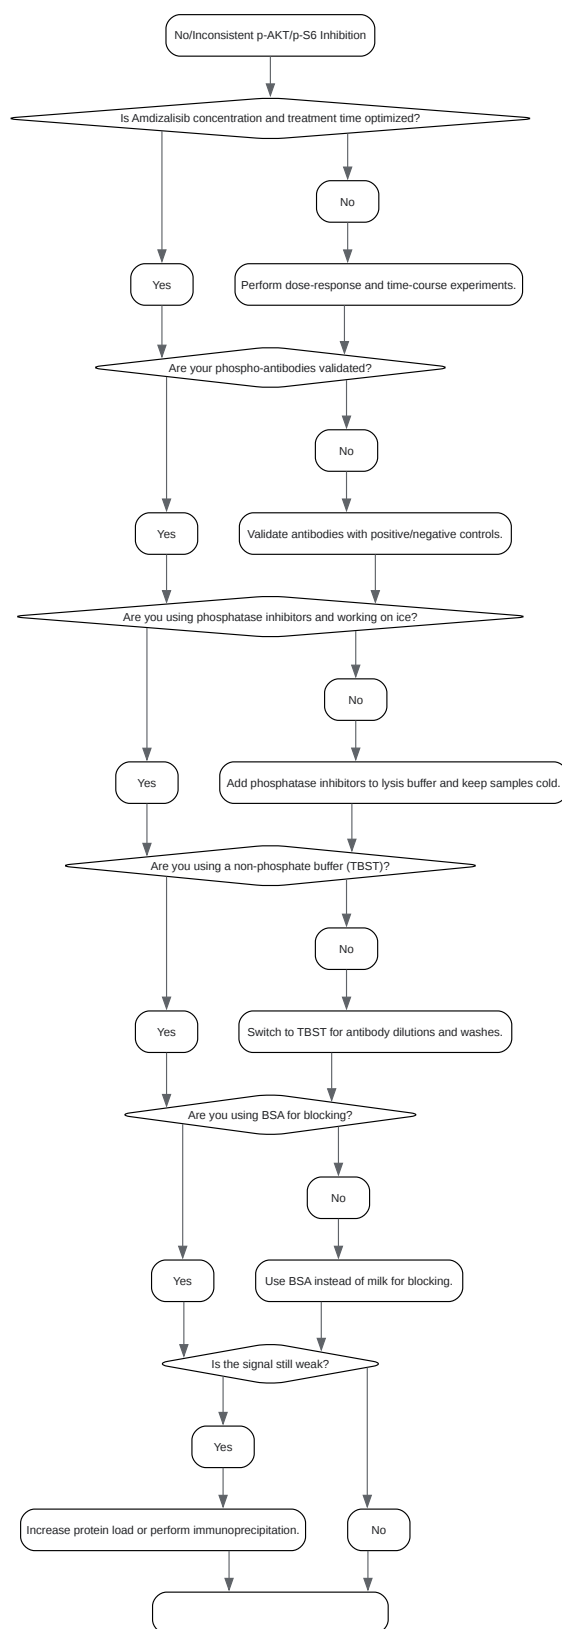 No/Inconsistent p-AKT/p-S6 Inhibition
Is Amdizalisib concentration and treatment time optimized?
No
Yes
Perform dose-response and time-course experiments.
Are your phospho-antibodies validated?
No
Yes
Validate antibodies with positive/negative controls.
Are you using phosphatase inhibitors and working on ice?
No
Yes
Add phosphatase inhibitors to lysis buffer and keep samples cold.
Are you using a non-phosphate buffer (TBST)?
No
Yes
Switch to TBST for antibody dilutions and washes.
Are you using BSA for blocking?
No
Yes
Use BSA instead of milk for blocking.
Is the signal still weak?
Yes
Increase protein load or perform immunoprecipitation.
No